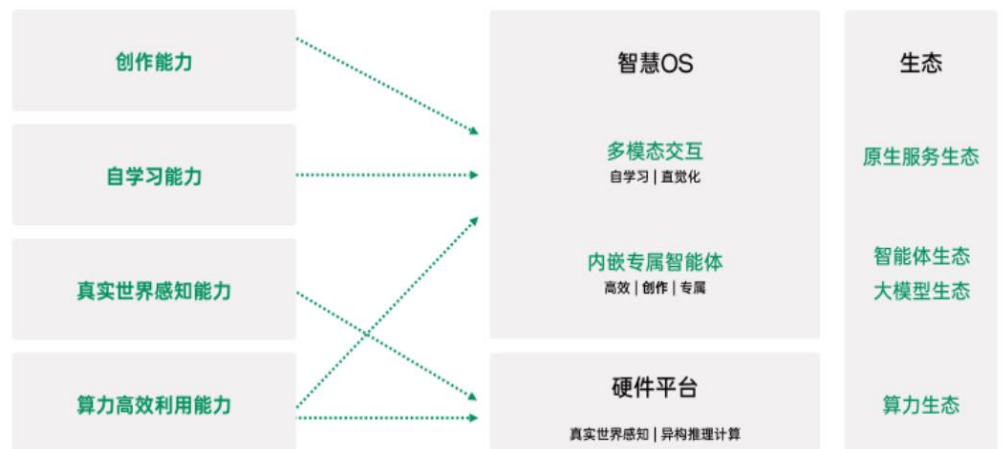 创作能力
自学习能力
真实世界感知能力
算力高效利用能力
智慧OS
多模态交互
自学习 | 直觉化
内嵌专属智能体
高效 | 创作 | 专属
硬件平台
真实世界感知 | 异构推理计算
生态
原生服务生态
智能体生态
大模型生态
算力生态